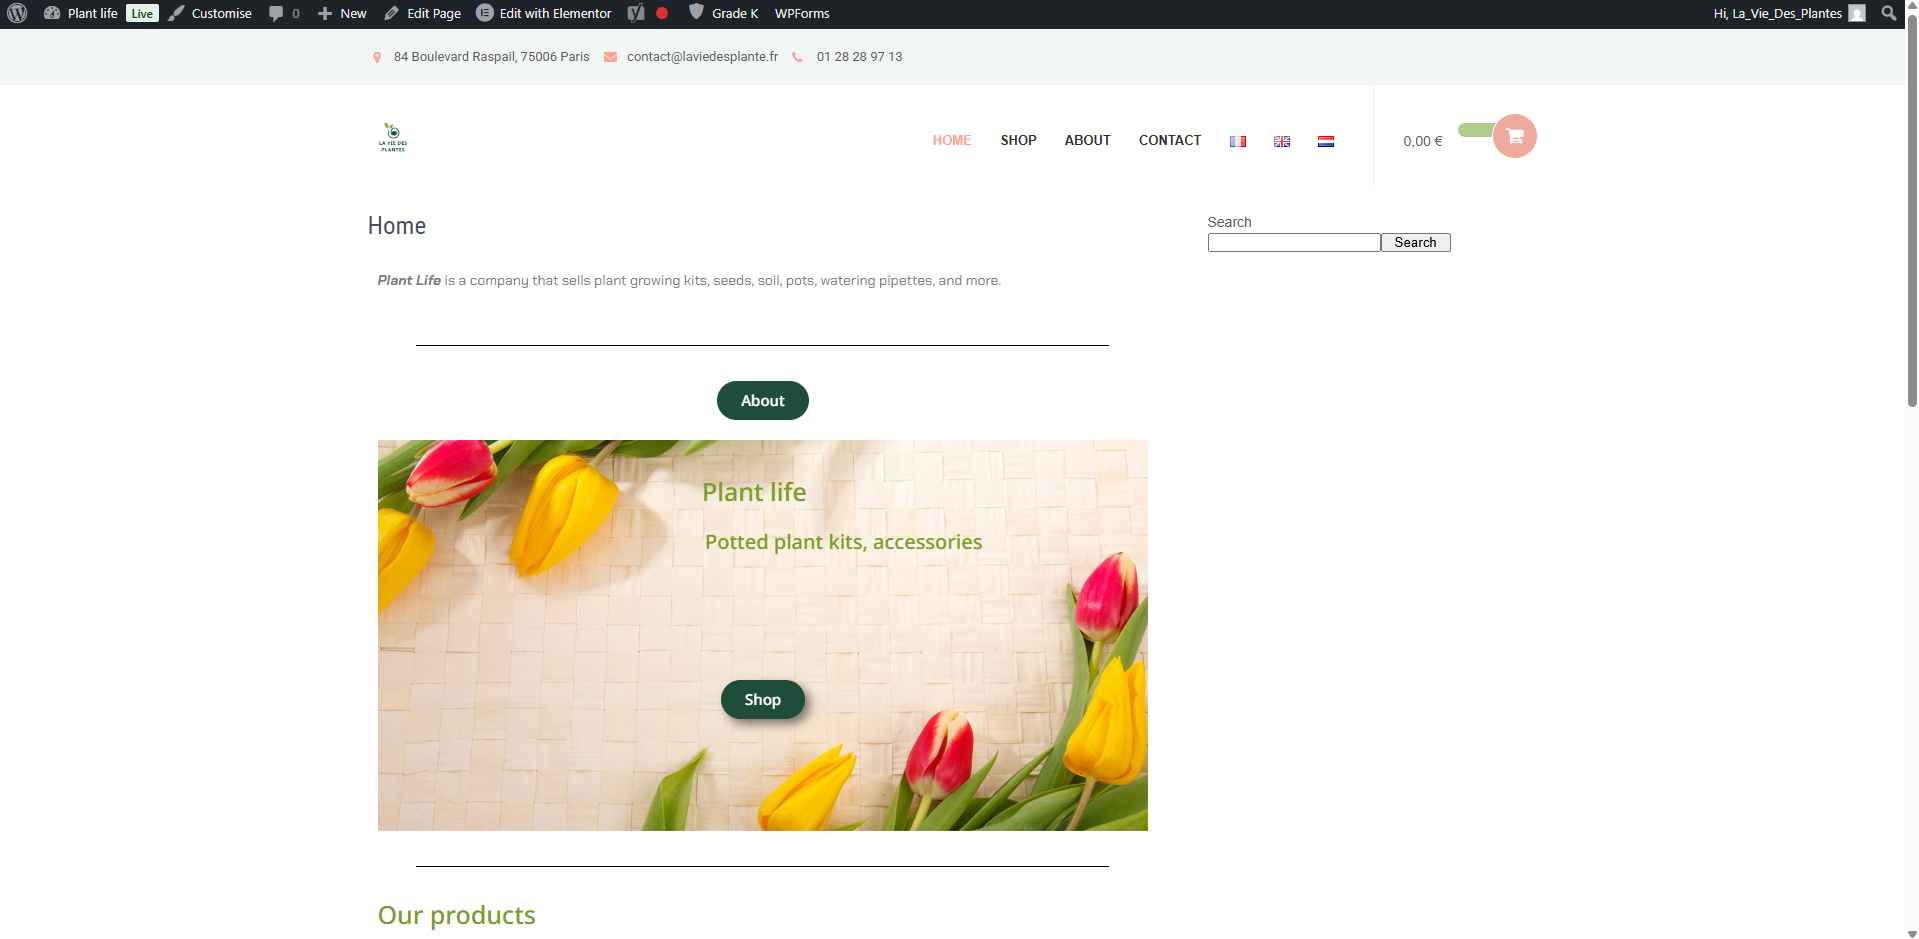 Plant life Live Customise 0 New Edit Page Edit with Elementor Grade K WPForms Hi, La_Vie_Des_Plantes
84 Boulevard Raspail, 75006 Paris contact@laviedesplante.fr 01 28 28 97 13
LA VIE DES
PLANTES
HOME SHOP ABOUT CONTACT 0,00 €
Home
Search
Search
Plant Life is a company that sells plant growing kits, seeds, soil, pots, watering pipettes, and more.
About
Plant life
Potted plant kits, accessories
Shop
Our products